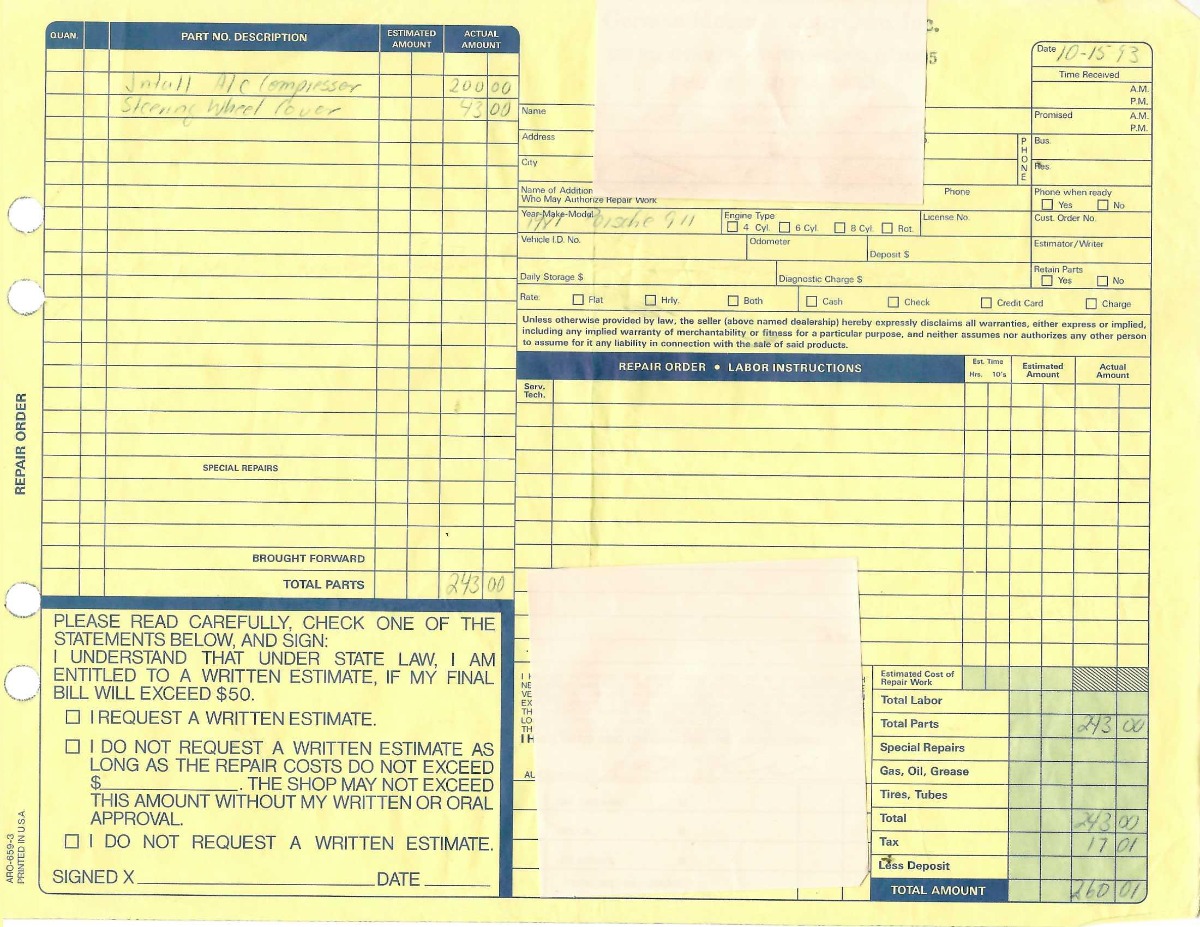 QUAN. PART NO. DESCRIPTION ESTIMATED AMOUNT ACTUAL AMOUNT
Install A/C Compressor 200 00
Steering Wheel Cover 43 00
SPECIAL REPAIRS
BROUGHT FORWARD
TOTAL PARTS 243 00
REPAIR ORDER
ARO-659-3
PRINTED IN U.S.A
PLEASE READ CAREFULLY, CHECK ONE OF THE
STATEMENTS BELOW, AND SIGN:
I UNDERSTAND THAT UNDER STATE LAW, I AM
ENTITLED TO A WRITTEN ESTIMATE, IF MY FINAL
BILL WILL EXCEED $50.
I REQUEST A WRITTEN ESTIMATE.
I DO NOT REQUEST A WRITTEN ESTIMATE AS
LONG AS THE REPAIR COSTS DO NOT EXCEED
$ . THE SHOP MAY NOT EXCEED
THIS AMOUNT WITHOUT MY WRITTEN OR ORAL
APPROVAL.
I DO NOT REQUEST A WRITTEN ESTIMATE.
SIGNED X DATE
Date 10-15-93
Time Received
A.M.
P.M.
Promised A.M.
P.M.
Name
Address
City
PHONE
Bus.
Res.
Name of Addition
Who May Authorize Repair Work
Phone
Phone when ready
Yes No
Year-Make-Model Porsche 911
Engine Type
4 Cyl. 6 Cyl. 8 Cyl. Rot.
License No.
Cust. Order No.
Vehicle I.D. No.
Odometer
Deposit $
Estimator/Writer
Daily Storage $
Diagnostic Charge $
Retain Parts
Yes No
Rate: Flat Hrly. Both Cash Check Credit Card Charge
Unless otherwise provided by law, the seller (above named dealership) hereby expressly disclaims all warranties, either express or implied,
including any implied warranty of merchantability or fitness for a particular purpose, and neither assumes nor authorizes any other person
to assume for it any liability in connection with the sale of said products.
REPAIR ORDER • LABOR INSTRUCTIONS Est. Time Hrs. 10's Estimated Amount Actual Amount
Serv. Tech.
Estimated Cost of
Repair Work
Total Labor
Total Parts 243 00
Special Repairs
Gas, Oil, Grease
Tires, Tubes
Total 243 00
Tax 17 01
Less Deposit
TOTAL AMOUNT 260 01